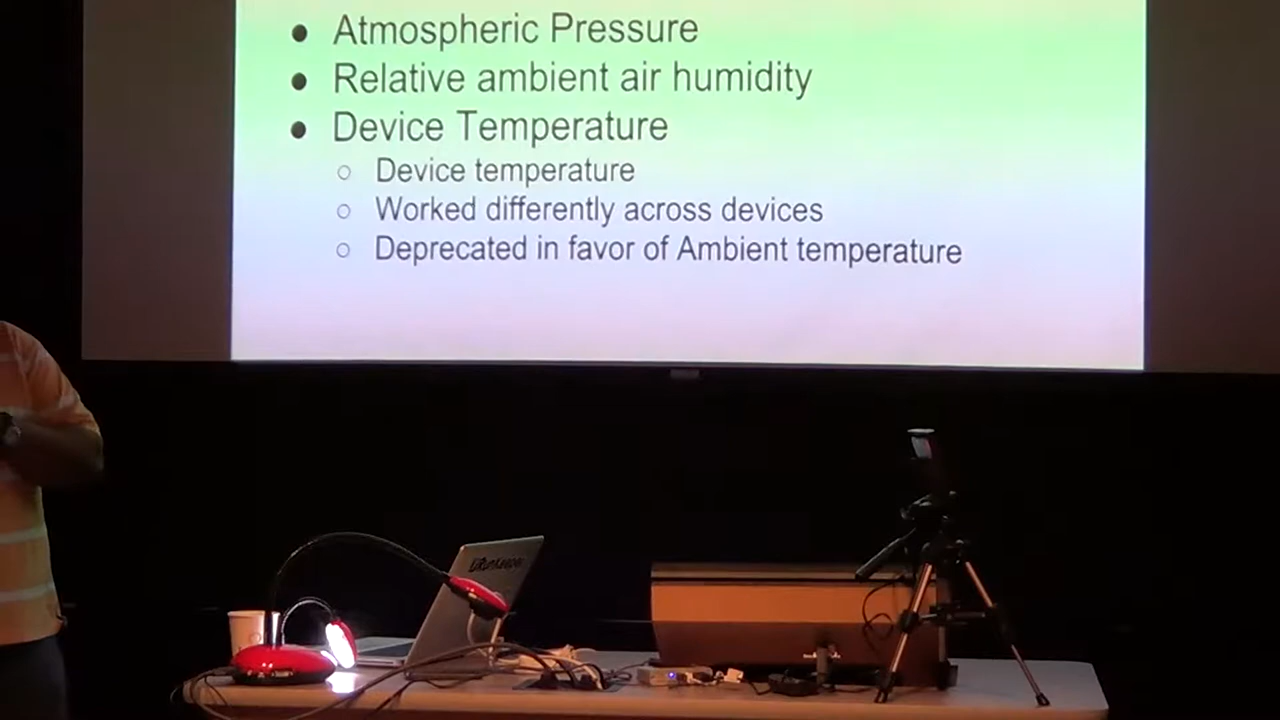 ● Atmospheric Pressure
● Relative ambient air humidity
● Device Temperature
○ Device temperature
○ Worked differently across devices
○ Deprecated in favor of Ambient temperature
RunKeeper